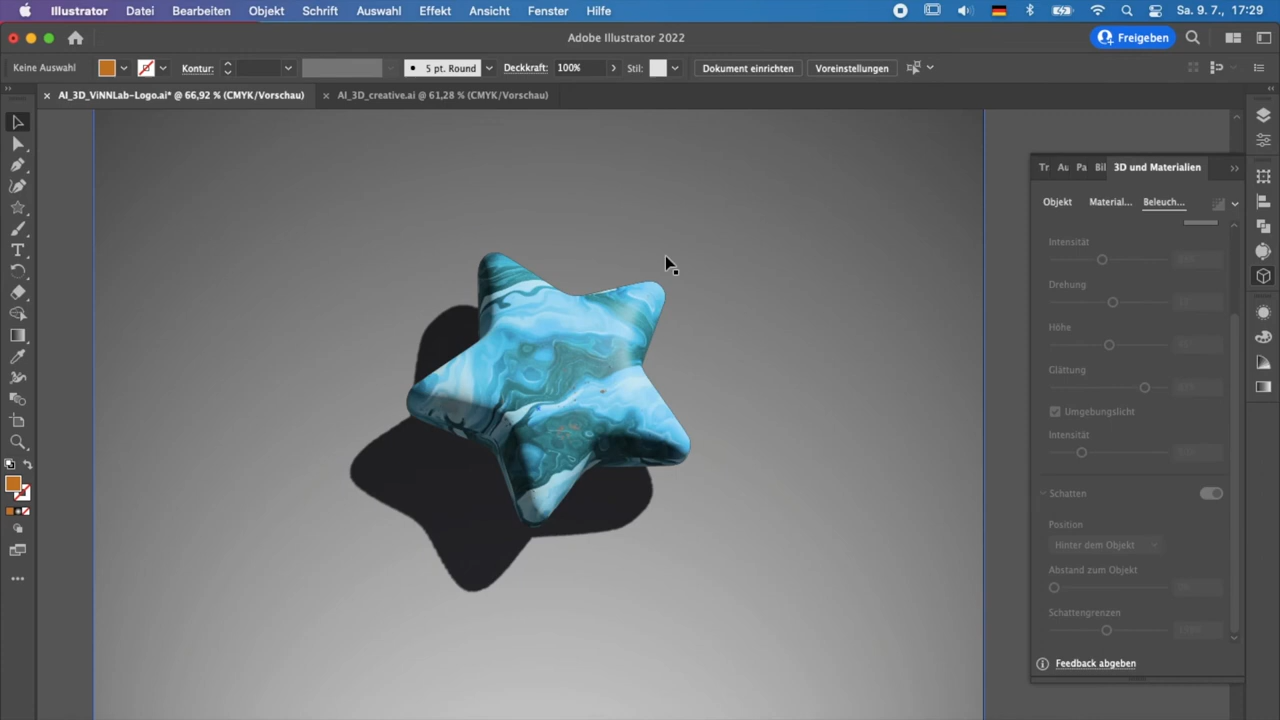 Illustrator Datei Bearbeiten Objekt Schrift Auswahl Effekt Ansicht Fenster Hilfe Sa. 9. 7., 17:29
Adobe Illustrator 2022 Freigeben
Keine Auswahl Kontur: 5 pt. Round Deckkraft: 100% Stil: Dokument einrichten Voreinstellungen
AI_3D_ViNNLab-Logo.ai* @ 66,92 % (CMYK/Vorschau) AI_3D_creative.ai @ 61,28 % (CMYK/Vorschau)
Tr Au Pa Bil 3D und Materialien
Objekt Material... Beleuch...
Intensität
Drehung
Höhe
Glättung
Umgebungslicht
Intensität
Schatten
Position
Hinter dem Objekt
Abstand zum Objekt
Schattengrenzen
Feedback abgeben